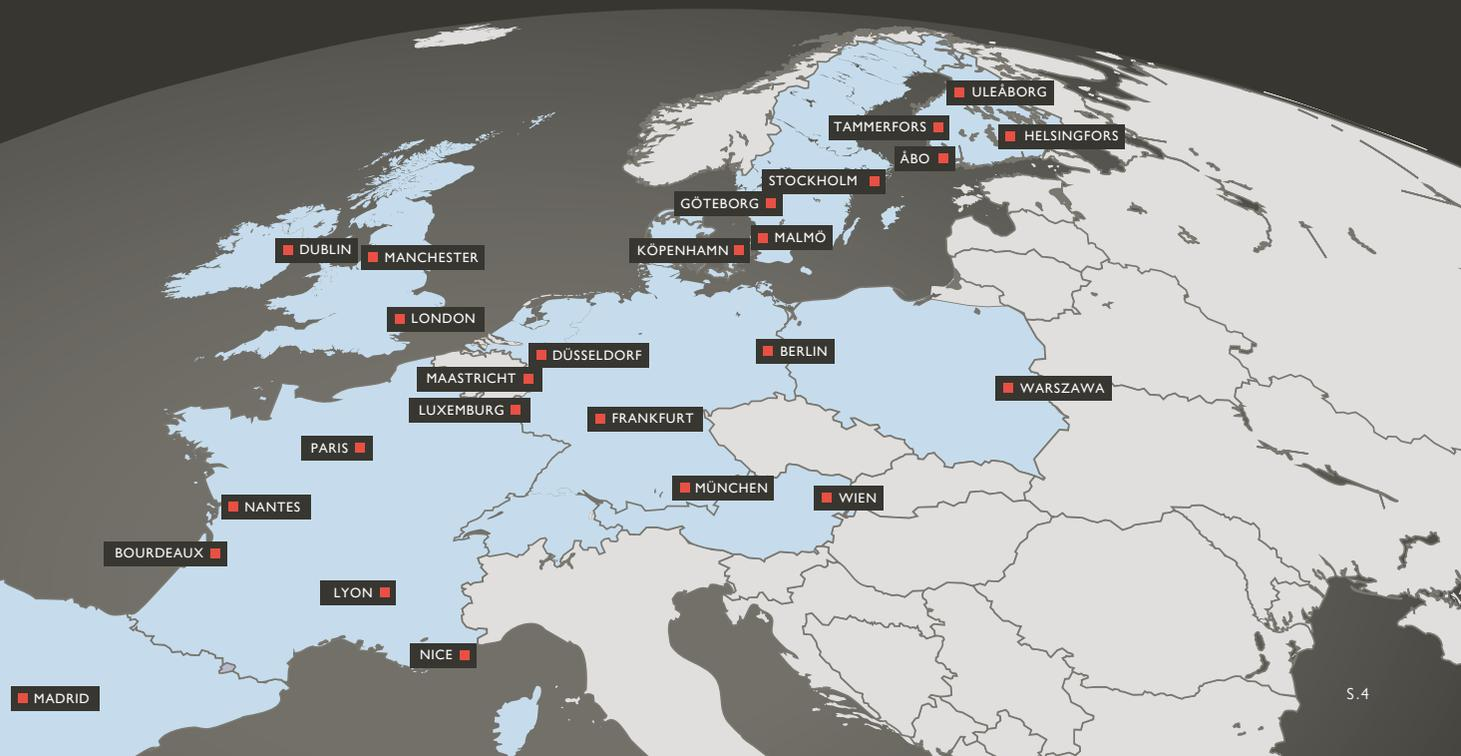 ULEÅBORG
TAMMERFORS
HELSINGFORS
ÅBO
STOCKHOLM
GÖTEBORG
MALMÖ
KÖPENHAMN
DUBLIN
MANCHESTER
LONDON
DÜSSELDORF
BERLIN
MAASTRICHT
WARSZAWA
LUXEMBURG
FRANKFURT
PARIS
MÜNCHEN
WIEN
NANTES
BOURDEAUX
LYON
NICE
MADRID
S.4